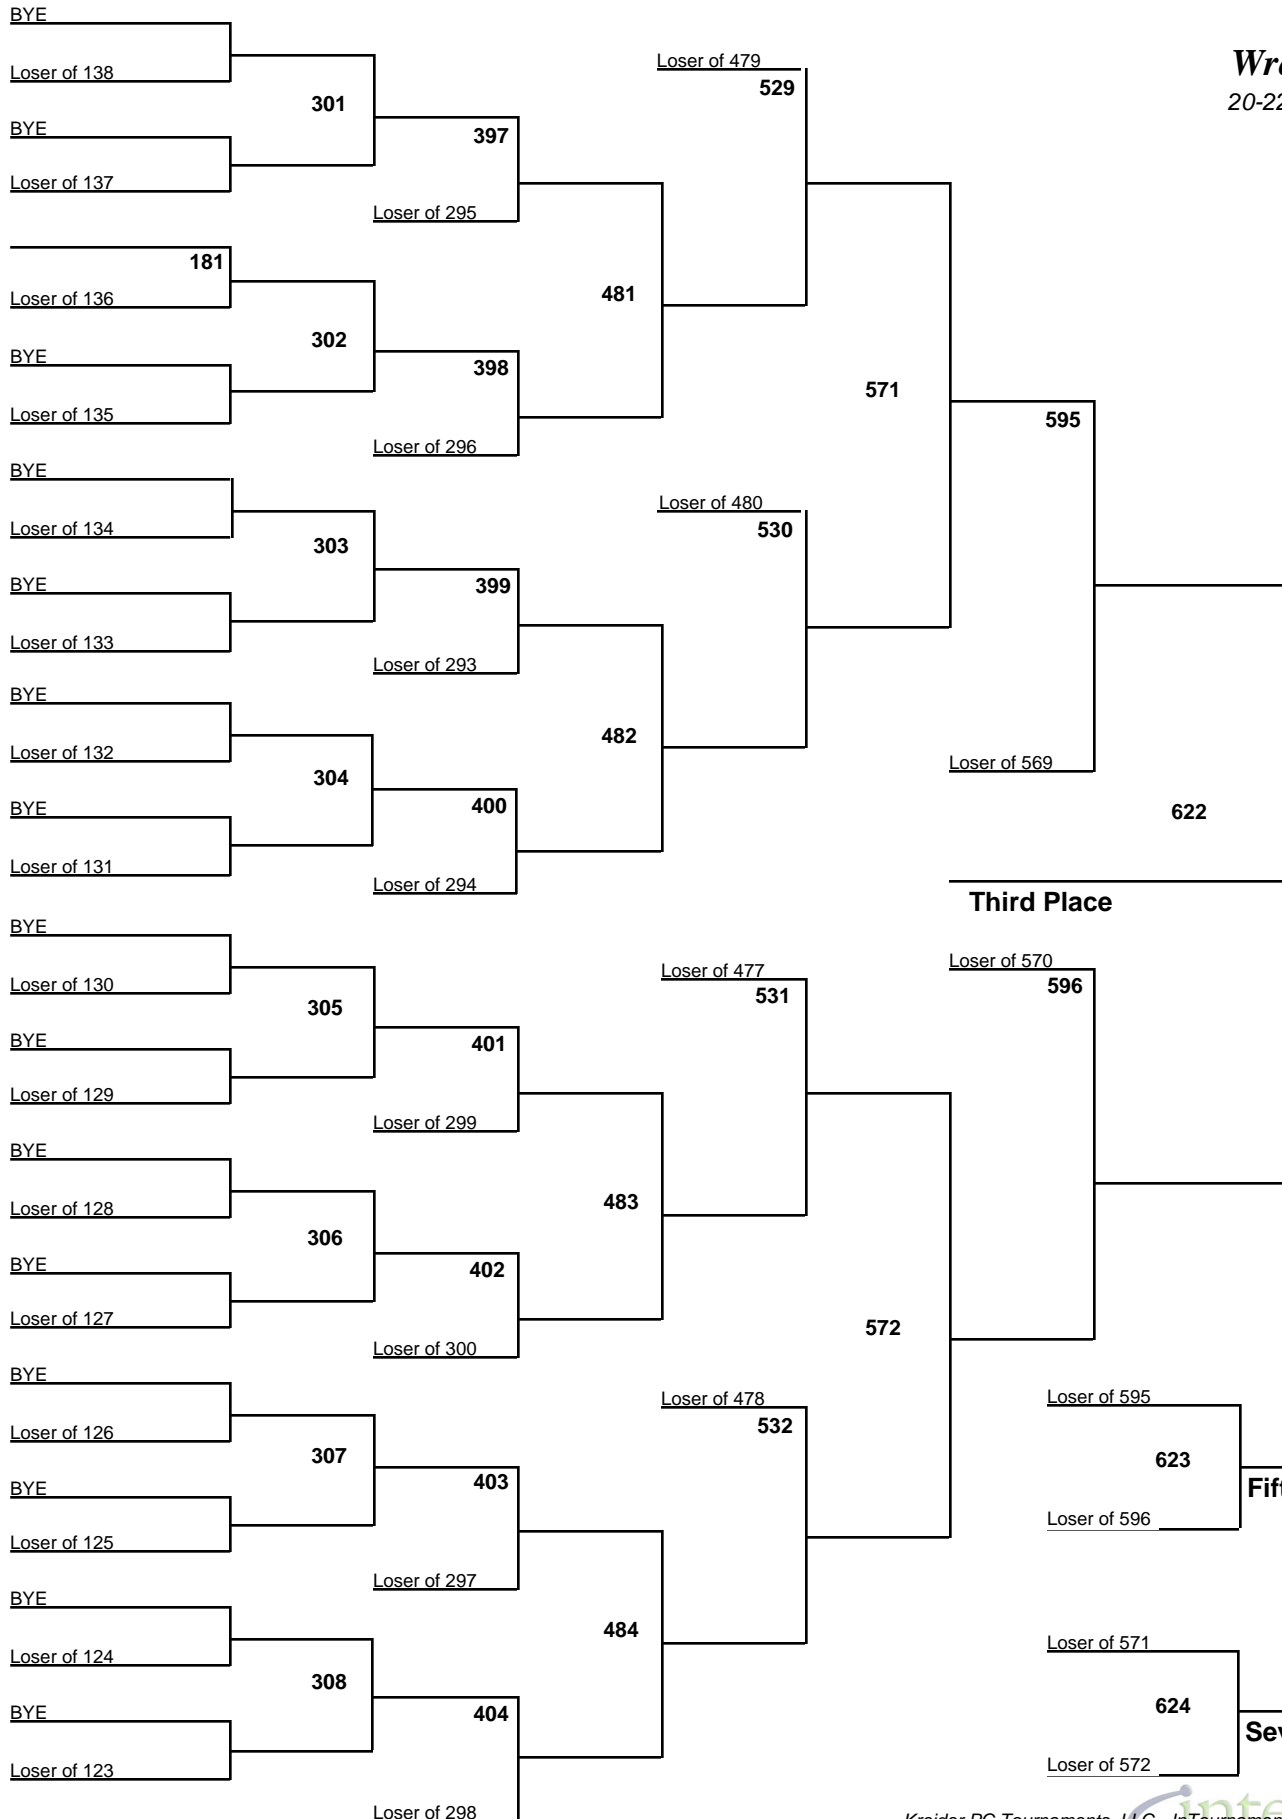 BYE
Loser of 138
301
BYE
Loser of 137
397
Loser of 295
181
Loser of 136
302
BYE
Loser of 135
398
Loser of 296
481
Loser of 479
529
BYE
Loser of 134
303
BYE
Loser of 133
399
Loser of 293
BYE
Loser of 132
304
BYE
Loser of 131
400
Loser of 294
482
Loser of 480
530
571
595
Loser of 569
622
Third Place
BYE
Loser of 130
305
BYE
Loser of 129
401
Loser of 299
BYE
Loser of 128
306
BYE
Loser of 127
402
Loser of 300
483
Loser of 477
531
Loser of 570
596
BYE
Loser of 126
307
BYE
Loser of 125
403
Loser of 297
BYE
Loser of 124
308
BYE
Loser of 123
404
Loser of 298
484
Loser of 478
532
572
Loser of 595
623
Loser of 596
Loser of 571
624
Loser of 572
20-22